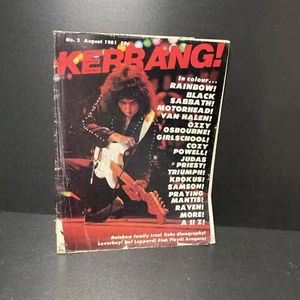 No. 2 August 1981
KERRANG!
In colour...
RAINBOW!
BLACK
SABBATH!
MOTORHEAD!
VAN HALEN!
OZZY
OSBOURNE!
GIRLSCHOOL!
COZY
POWELL!
JUDAS
PRIEST!
TRIUMPH!
KROKUS!
SAMSON!
PRAYING
MANTIS!
RAVEN!
MORE!
A II Z!
Rainbow family tree! Sabs discography!
Loverboy! Def Leppard! Pink Floyd!